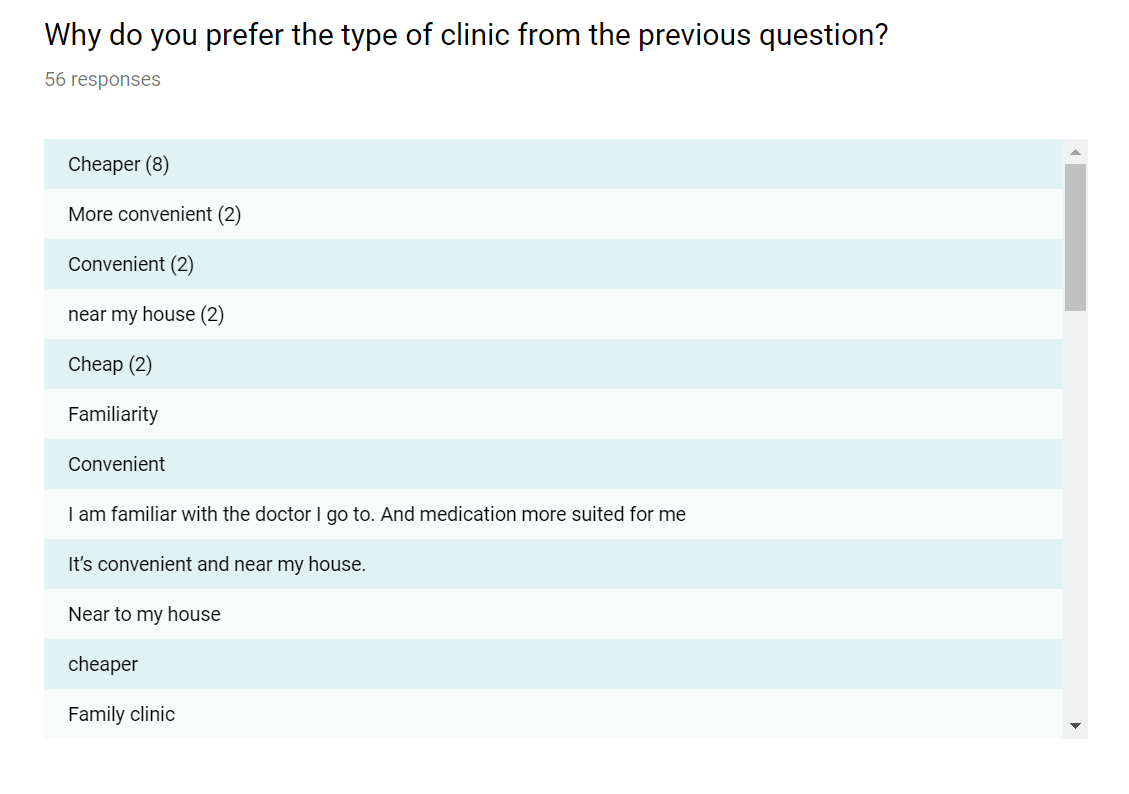 Why do you prefer the type of clinic from the previous question?
56 responses
Cheaper (8)
More convenient (2)
Convenient (2)
near my house (2)
Cheap (2)
Familiarity
Convenient
I am familiar with the doctor I go to. And medication more suited for me
It’s convenient and near my house.
Near to my house
cheaper
Family clinic